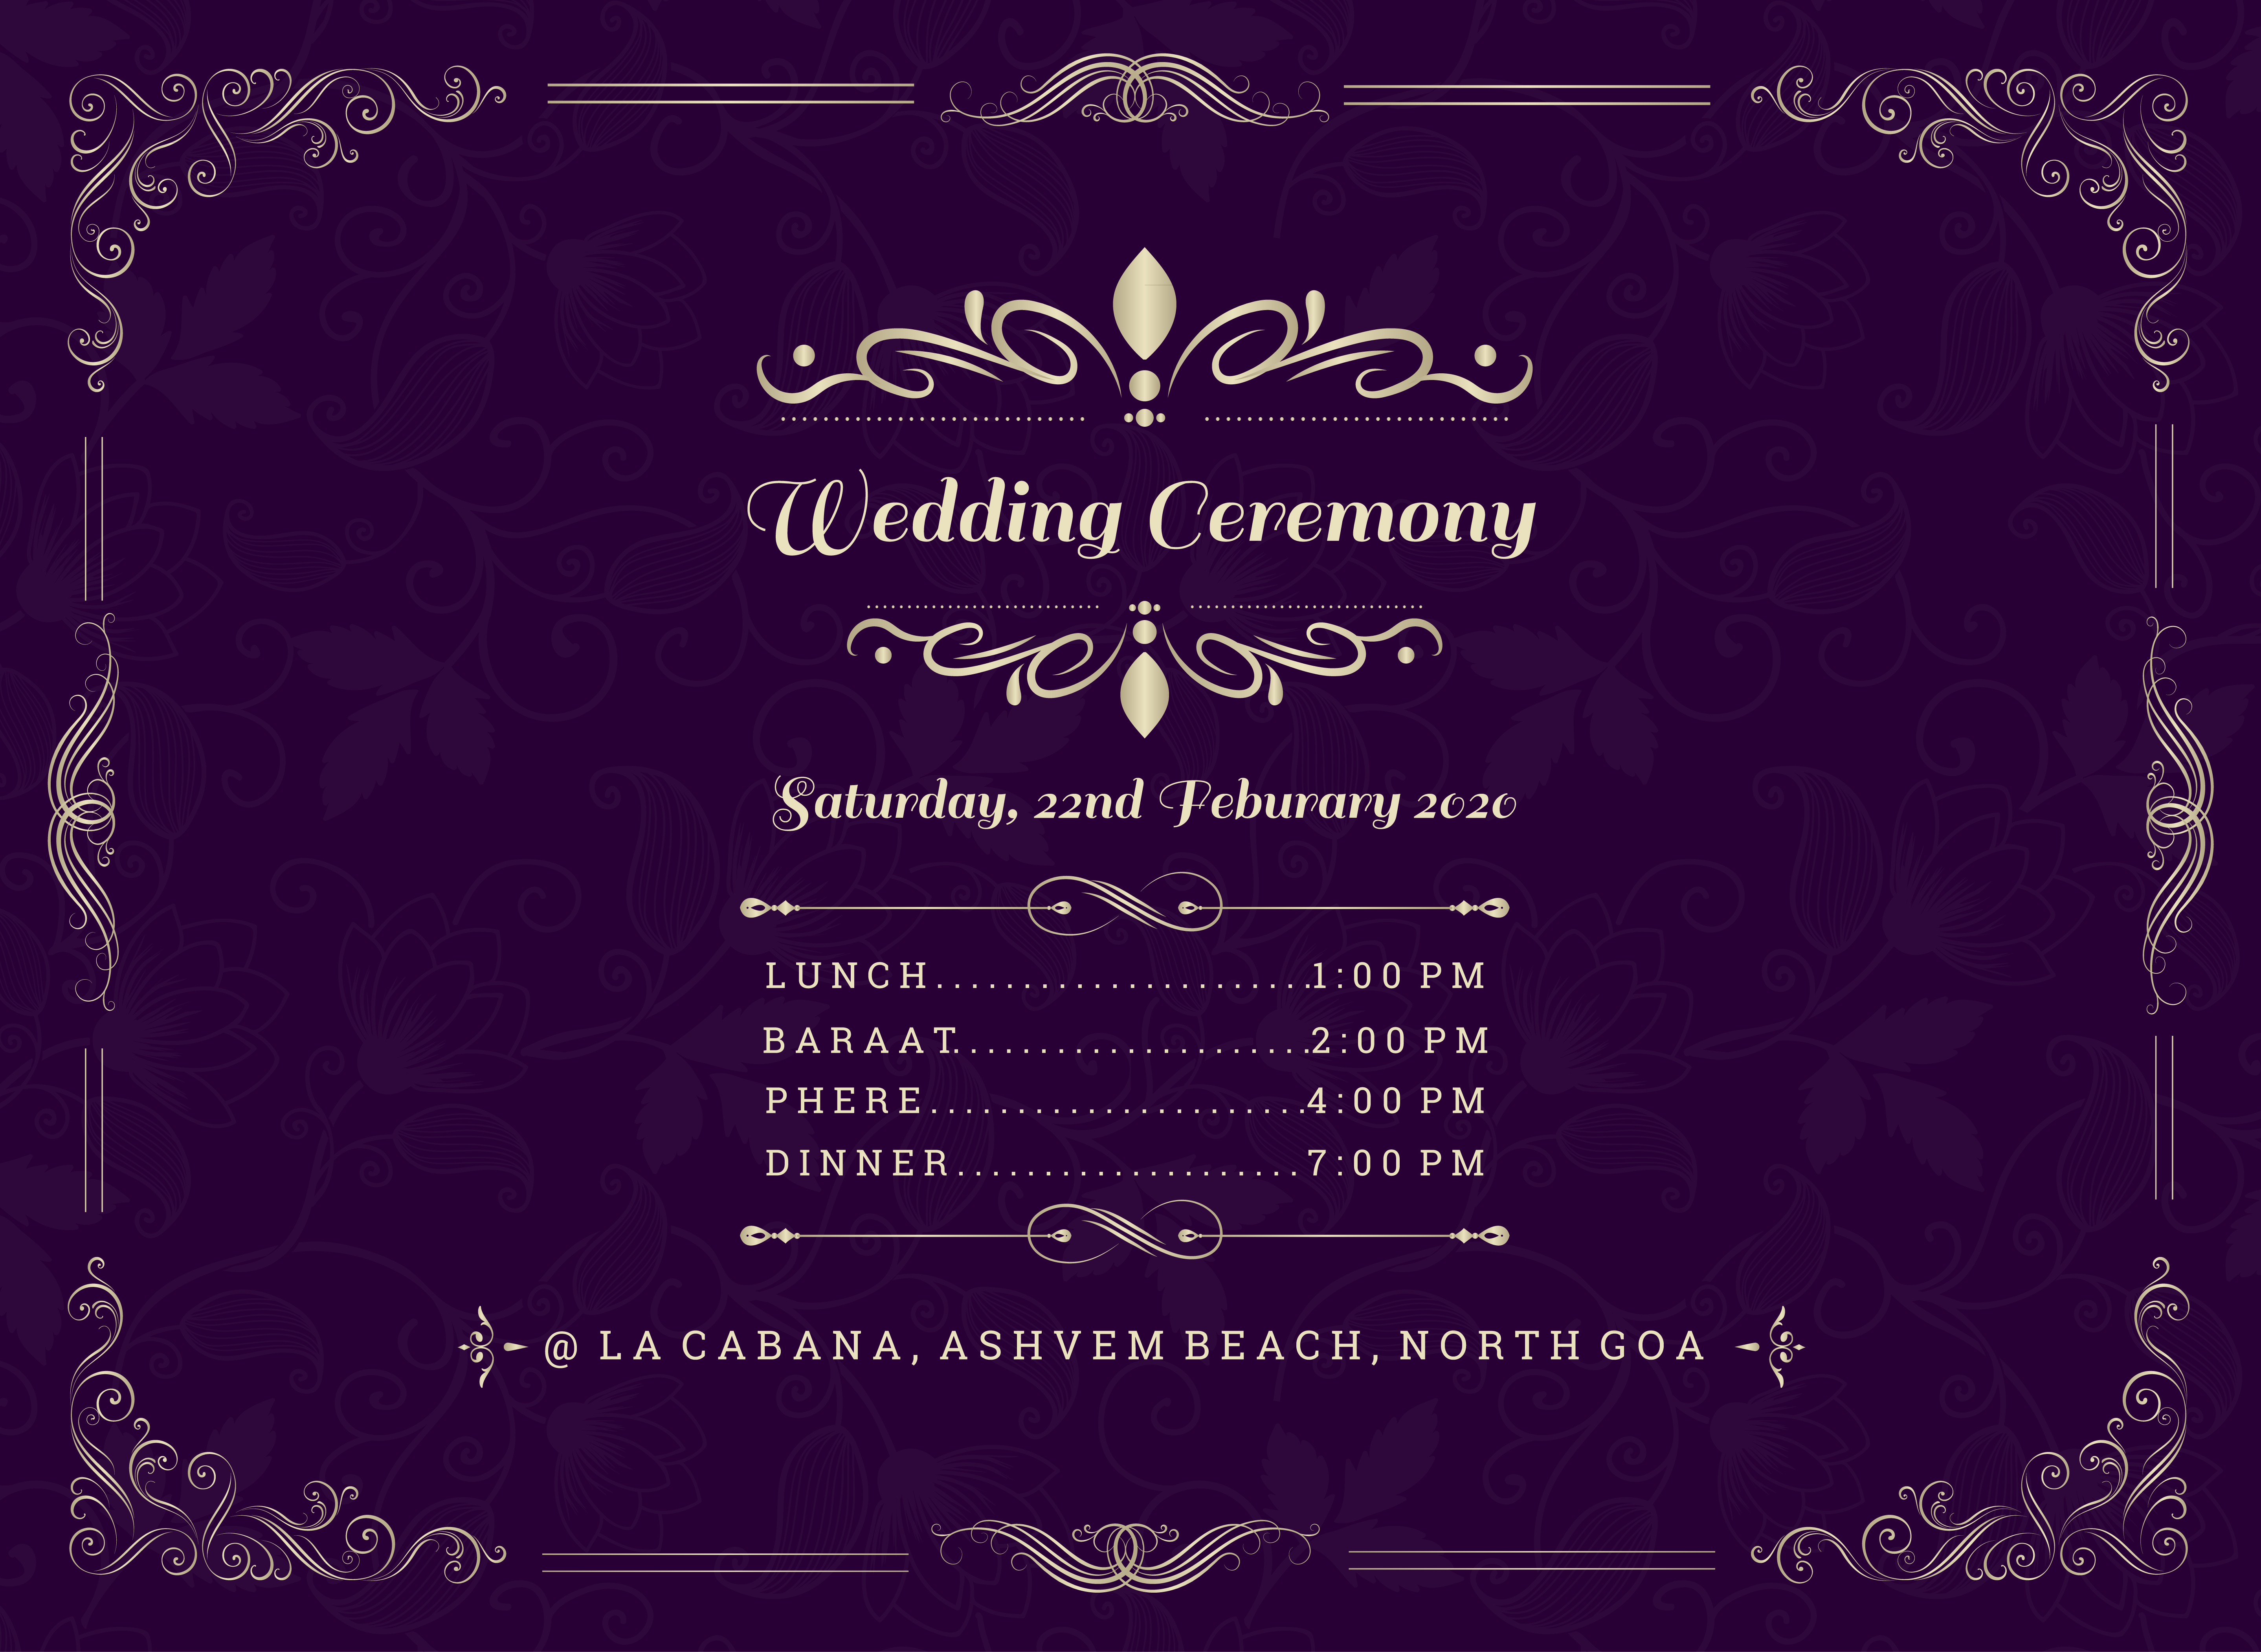 Wedding Ceremony
Saturday, 22nd Feburary 2020
LUNCH......................1:00 PM
BARAAT.....................2:00 PM
PHERE......................4:00 PM
DINNER....................7:00 PM
@ LA CABANA, ASHVEM BEACH, NORTH GOA